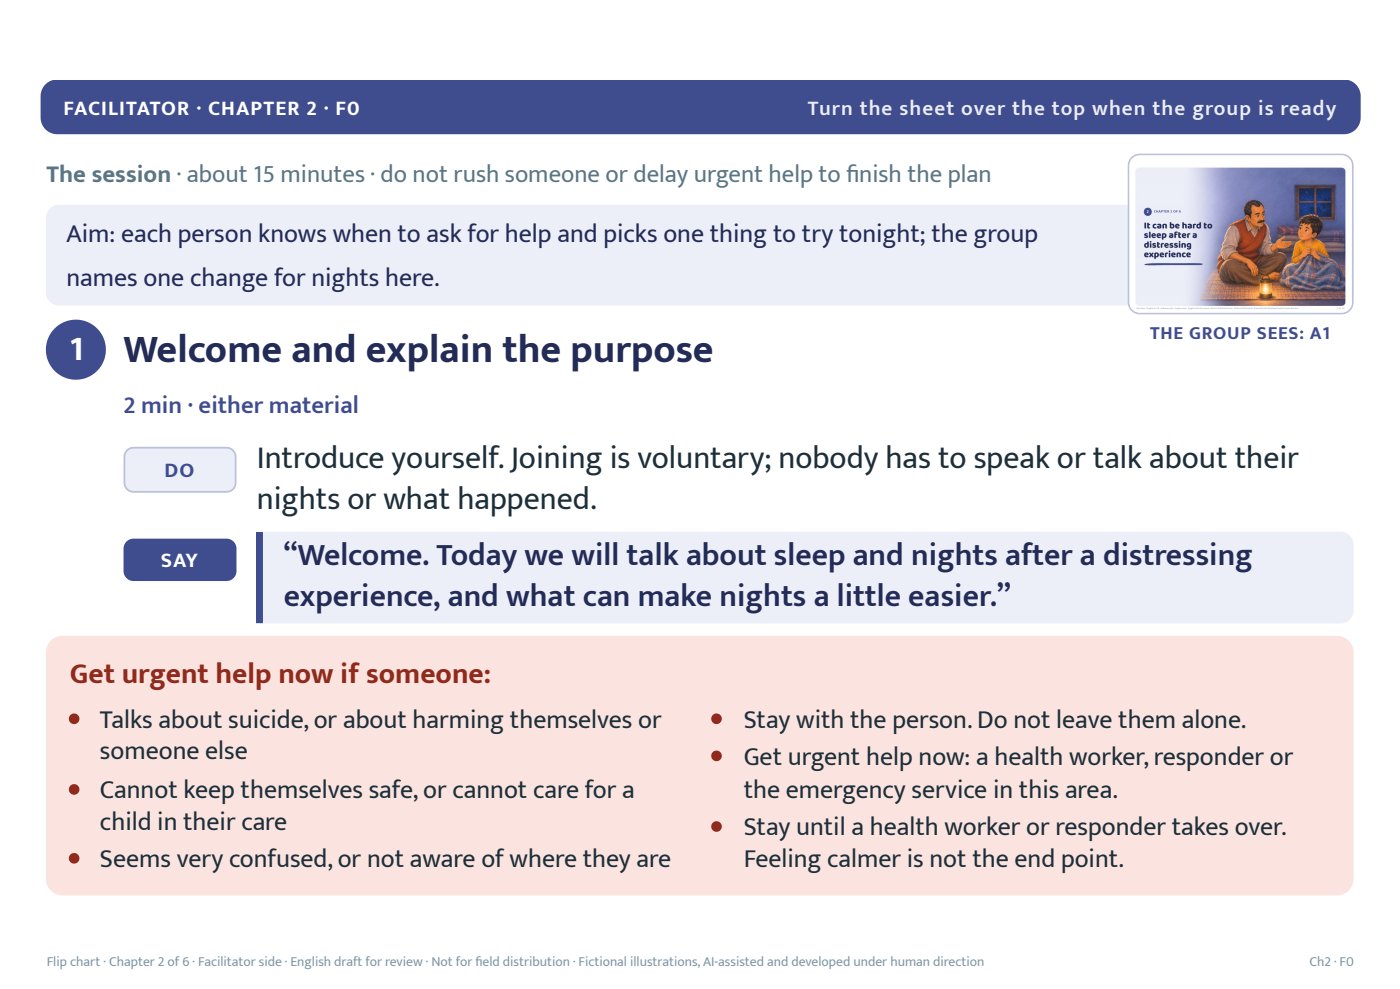 FACILITATOR · CHAPTER 2 · F0
Turn the sheet over the top when the group is ready
The session · about 15 minutes · do not rush someone or delay urgent help to finish the plan
Aim: each person knows when to ask for help and picks one thing to try tonight; the group
names one change for nights here.
2 CHAPTER 2 OF 6
It can be hard to
sleep after a
distressing
experience
THE GROUP SEES: A1
1 Welcome and explain the purpose
2 min · either material
DO
Introduce yourself. Joining is voluntary; nobody has to speak or talk about their
nights or what happened.
SAY
“Welcome. Today we will talk about sleep and nights after a distressing
experience, and what can make nights a little easier.”
Get urgent help now if someone:
• Talks about suicide, or about harming themselves or
someone else
• Cannot keep themselves safe, or cannot care for a
child in their care
• Seems very confused, or not aware of where they are
• Stay with the person. Do not leave them alone.
• Get urgent help now: a health worker, responder or
the emergency service in this area.
• Stay until a health worker or responder takes over.
Feeling calmer is not the end point.
Flip chart · Chapter 2 of 6 · Facilitator side · English draft for review · Not for field distribution · Fictional illustrations, AI-assisted and developed under human direction
Ch2 · F0